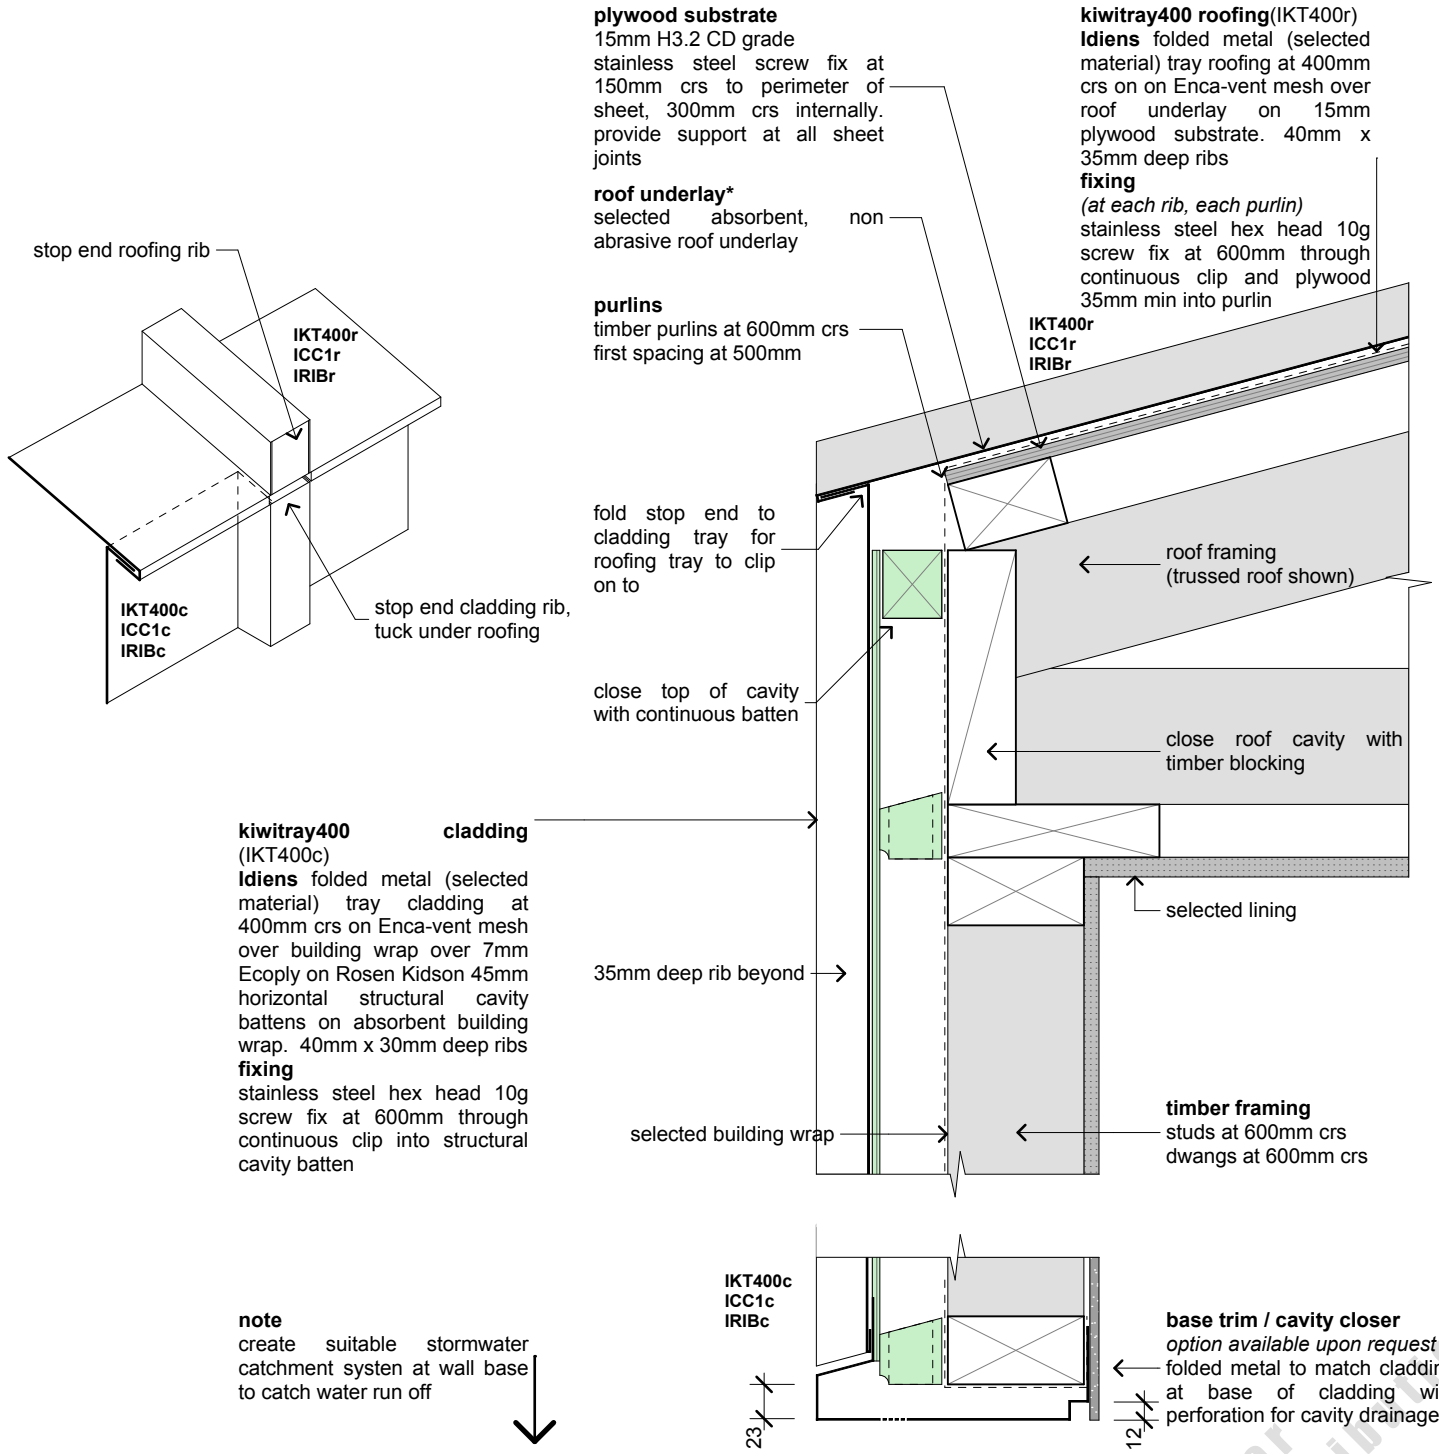 plywood substrate
15mm H3.2 CD grade
stainless steel screw fix at
150mm crs to perimeter of
sheet, 300mm crs internally.
provide support at all sheet
joints
roof underlay*
selected absorbent, non
abrasive roof underlay
purlins
timber purlins at 600mm crs
first spacing at 500mm
kiwitray400 roofing(IKT400r)
Idiens folded metal (selected
material) tray roofing at 400mm
crs on on Enca-vent mesh over
roof underlay on 15mm
plywood substrate. 40mm x
35mm deep ribs
fixing
(at each rib, each purlin)
stainless steel hex head 10g
screw fix at 600mm through
continuous clip and plywood
35mm min into purlin
IKT400r
ICC1r
IRIBr
stop end roofing rib
IKT400r
ICC1r
IRIBr
IKT400c
ICC1c
IRIBc
stop end cladding rib,
tuck under roofing
fold stop end to
cladding tray for
roofing tray to clip
on to
roof framing
(trussed roof shown)
close top of cavity
with continuous batten
close roof cavity with
timber blocking
kiwitray400 cladding
(IKT400c)
Idiens folded metal (selected
material) tray cladding at
400mm crs on Enca-vent mesh
over building wrap over 7mm
Ecoply on Rosen Kidson 45mm
horizontal structural cavity
battens on absorbent building
wrap. 40mm x 30mm deep ribs
fixing
stainless steel hex head 10g
screw fix at 600mm through
continuous clip into structural
cavity batten
selected lining
35mm deep rib beyond
selected building wrap
timber framing
studs at 600mm crs
dwangs at 600mm crs
IKT400c
ICC1c
IRIBc
note
create suitable stormwater
catchment systen at wall base
to catch water run off
23
12
base trim / cavity closer
option available upon request
folded metal to match claddin
at base of cladding wi
perforation for cavity drainage